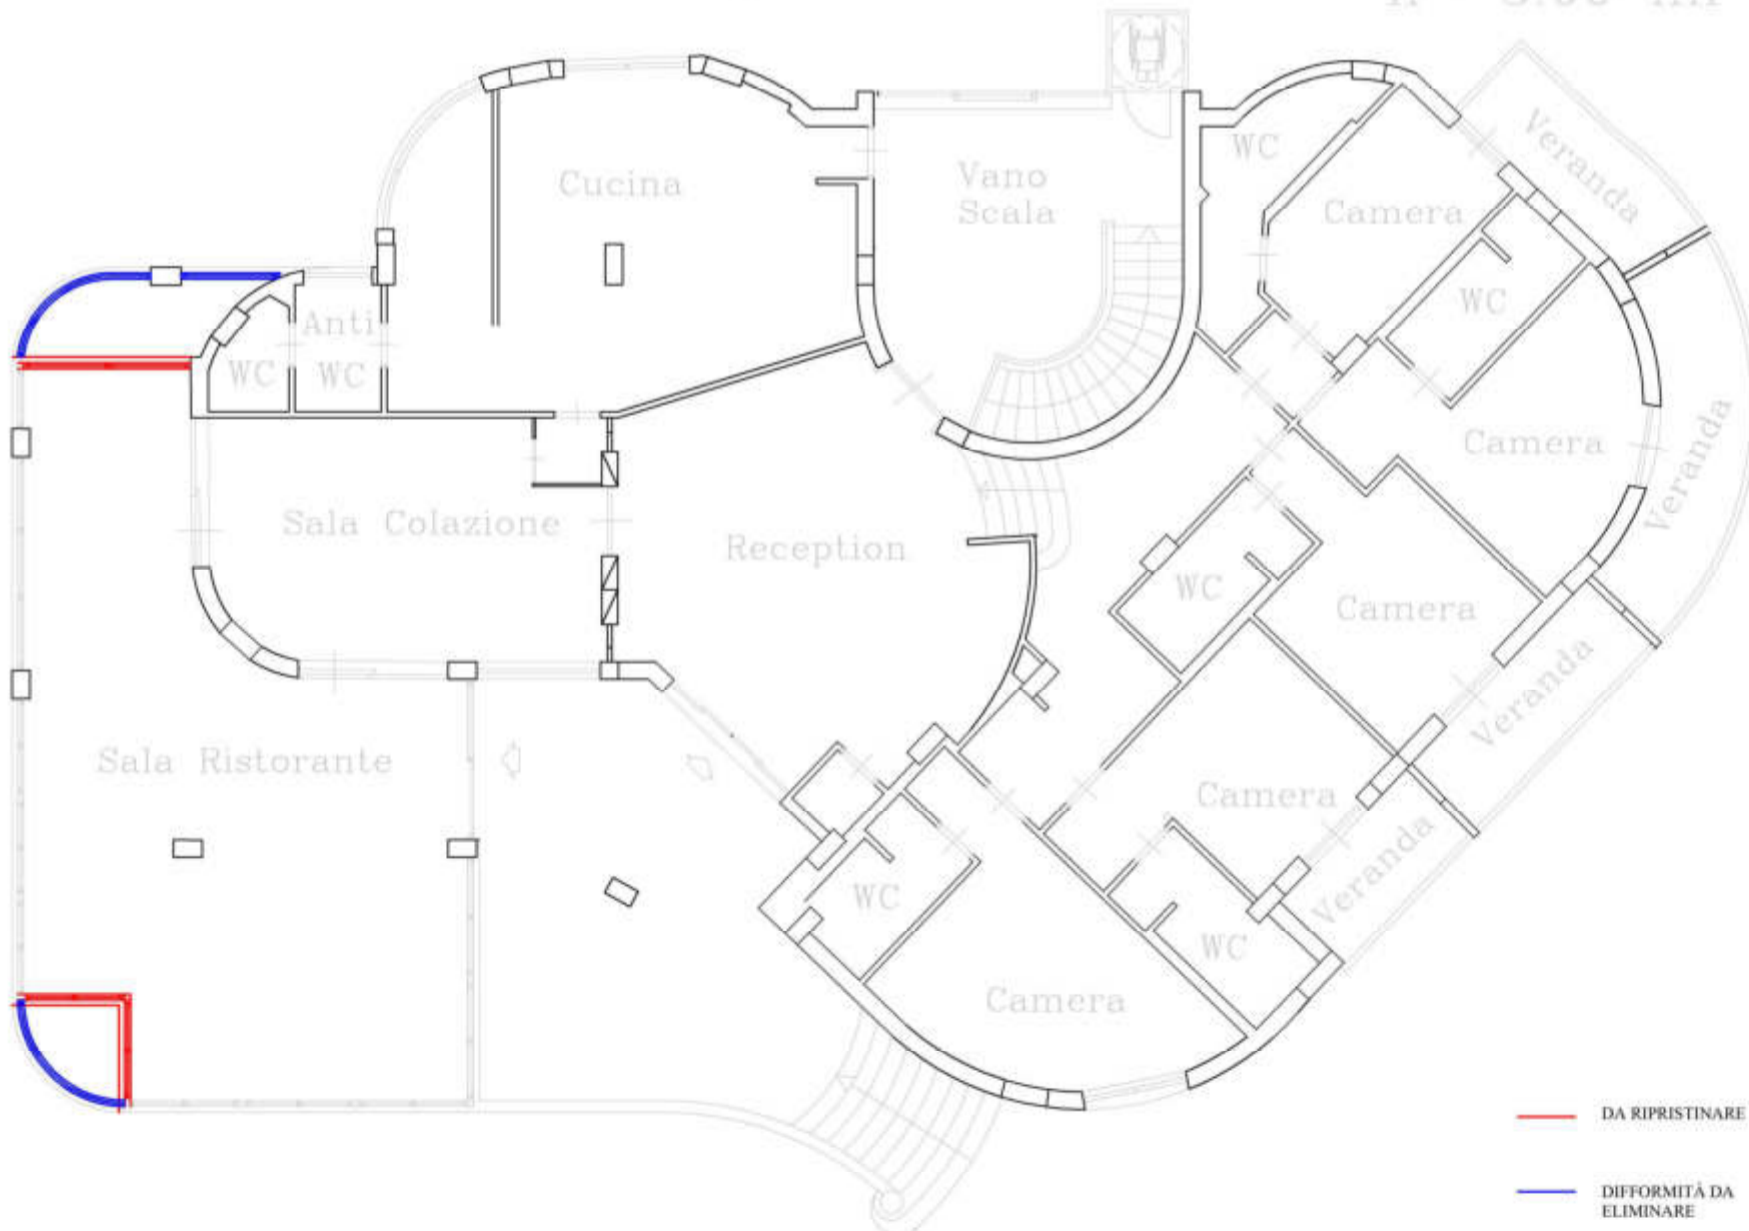 Cucina
Vano
Scala
WC
Camera
Veranda
WC
Anti
WC
WC
Camera
Veranda
Sala Colazione
Reception
WC
Camera
Veranda
Sala Ristorante
Camera
Veranda
WC
WC
Camera
DA RIPRISTINARE
DIFFORMITÀ DA
ELIMINARE